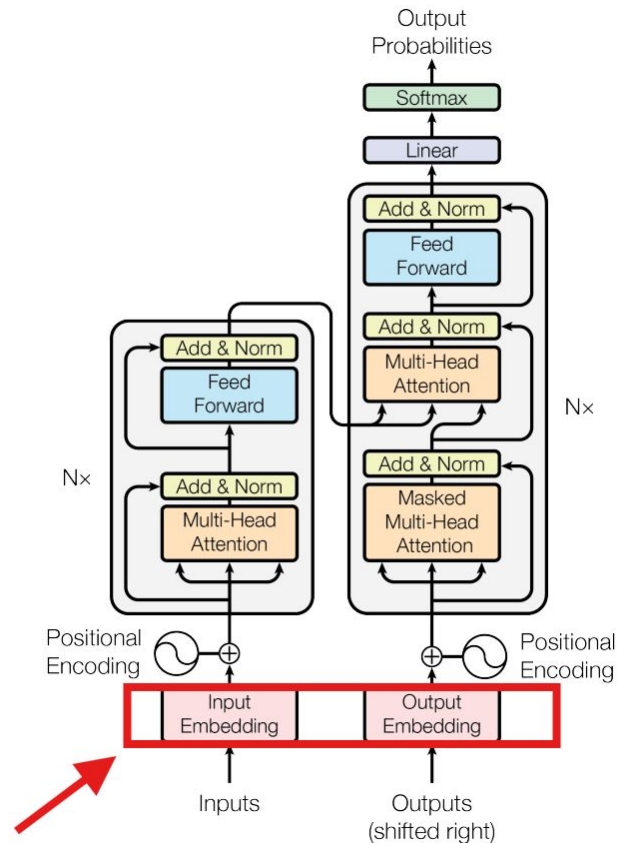 Output
Probabilities
Softmax
Linear
Add & Norm
Feed
Forward
Add & Norm
Multi-Head
Attention
Add & Norm
Masked
Multi-Head
Attention
N×
Add & Norm
Feed
Forward
Add & Norm
Multi-Head
Attention
N×
Positional
Encoding
Positional
Encoding
Input
Embedding
Output
Embedding
Inputs
Outputs
(shifted right)